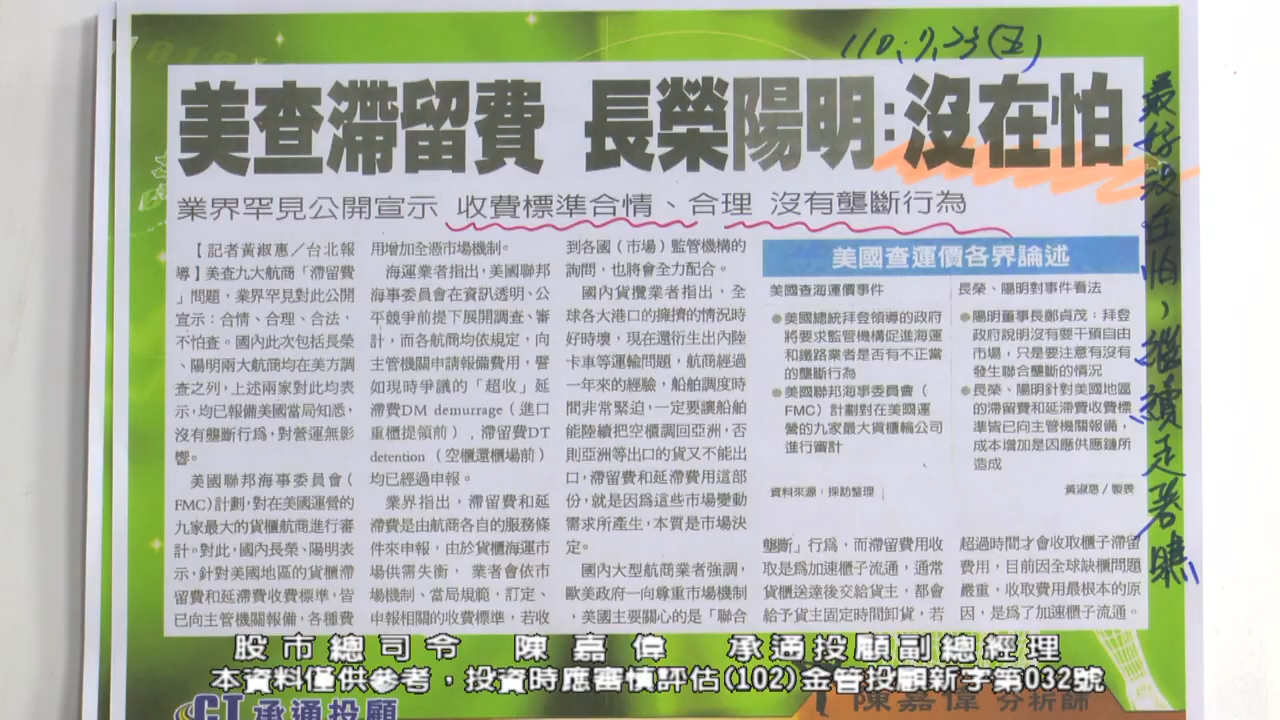 110.7.23(五)
美查滯留費 長榮陽明:沒在怕
業界罕見公開宣示 收費標準合情、合理 沒有壟斷行為
【記者黃淑惠╱台北報
導】美查九大航商「滯留費
」問題，業界罕見對此公開
宣示：合情、合理、合法，
不怕查。國內此次包括長榮
、陽明兩大航商均在美方調
查之列，上述兩家對此均表
示，均已報備美國當局知悉，
沒有壟斷行為，對營運無影
響。
美國聯邦海事委員會（
FMC）計劃，對在美國運營的
九家最大的貨櫃航商進行審
計。對此，國內長榮、陽明表
示，針對美國地區的貨櫃滯
留費和延滯費收費標準，皆
已向主管機關報備，各種費
用增加全憑市場機制。
海運業者指出，美國聯邦
海事委員會在資訊透明、公
平競爭前提下展開調查、審
計，而各航商均依規定，向
主管機關申請報備費用，譬
如現時爭議的「超收」延
滯費DM demurrage（進口
重櫃提領前），滯留費DT
detention（空櫃還櫃場前）
均已經過申報。
業界指出，滯留費和延
滯費是由航商各自的服務條
件來申報，由於貨櫃海運市
場供需失衡，業者會依市
場機制、當局規範，訂定、
申報相關的收費標準，若收
到各國（市場）監管機構的
詢問，也將會全力配合。
國內貨攬業者指出，全
球各大港口的擁擠的情況時
好時壞，現在還衍生出內陸
卡車等運輸問題，航商經過
一年來的經驗，船舶調度時
間非常緊迫，一定要讓船舶
能陸續把空櫃調回亞洲，否
則亞洲等出口的貨又不能出
口，滯留費和延滯費用這部
份，就是因為這些市場變動
需求所產生，本質是市場決
定。
國內大型航商業者強調，
歐美政府一向尊重市場機制
，美國主要關心的是「聯合
壟斷」行為，而滯留費用收
取是為加速櫃子流通，通常
貨櫃送達後交給貨主，都會
給予貨主固定時間卸貨，若
超過時間才會收取櫃子滯留
費用，目前因全球缺櫃問題
嚴重，收取費用最根本的原
因，是為了加速櫃子流通。
美國查運價各界論述
美國查海運價事件
●美國總統拜登領導的政府
將要求監管機構促進海運
和鐵路業者是否有不正當
的壟斷行為
●美國聯邦海事委員會（
FMC）計劃對在美國運
營的九家最大貨櫃輪公司
進行審計
長榮、陽明對事件看法
●陽明董事長鄭貞茂：拜登
政府說明沒有要干預自由
市場，只是要注意有沒有
發生聯合壟斷的情況
●長榮、陽明針對美國地區
的滯留費和延滯費收費標
準皆已向主管機關報備，
成本增加是因應供應鏈所
造成
資料來源：採訪整理
黃淑惠╱製表
最好沒在怕，繼續走著瞧
股市總司令 陳嘉偉 承通投顧副總經理
本資料僅供參考，投資時應審慎評估(102)金管投顧新字第032號
CT承通投顧
陳嘉偉 分析師